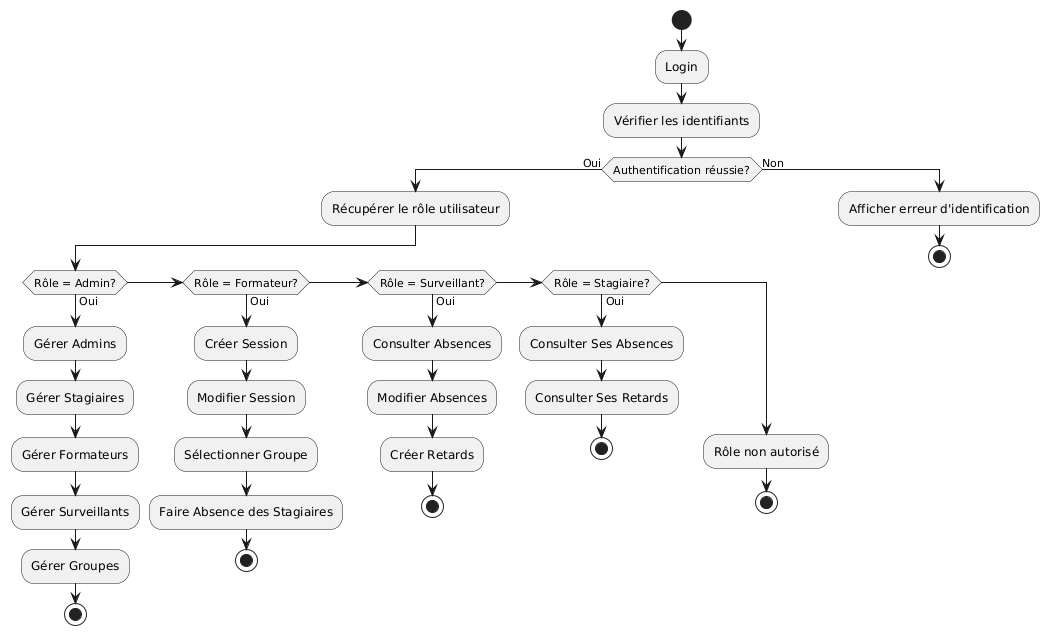 Login
Vérifier les identifiants
Oui
Authentification réussie?
Non
Récupérer le rôle utilisateur
Afficher erreur d'identification
Rôle = Admin?
Rôle = Formateur?
Rôle = Surveillant?
Rôle = Stagiaire?
Oui
Oui
Oui
Oui
Gérer Admins
Créer Session
Consulter Absences
Consulter Ses Absences
Gérer Stagiaires
Modifier Session
Modifier Absences
Consulter Ses Retards
Gérer Formateurs
Sélectionner Groupe
Créer Retards
Rôle non autorisé
Gérer Surveillants
Faire Absence des Stagiaires
Gérer Groupes